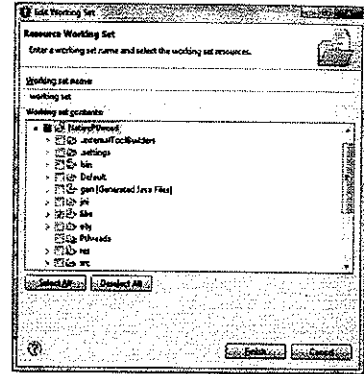 Edit Working Set
Resource Working Set
Enter a working set name and select the working set resources.
Working set name
working set
Working set contents:
NativePthread
.externalToolBuilders
.settings
bin
Default
gen [Generated Java Files]
jni
libs
obj
Pthreads
res
src
Select All
Deselect All
Finish
Cancel